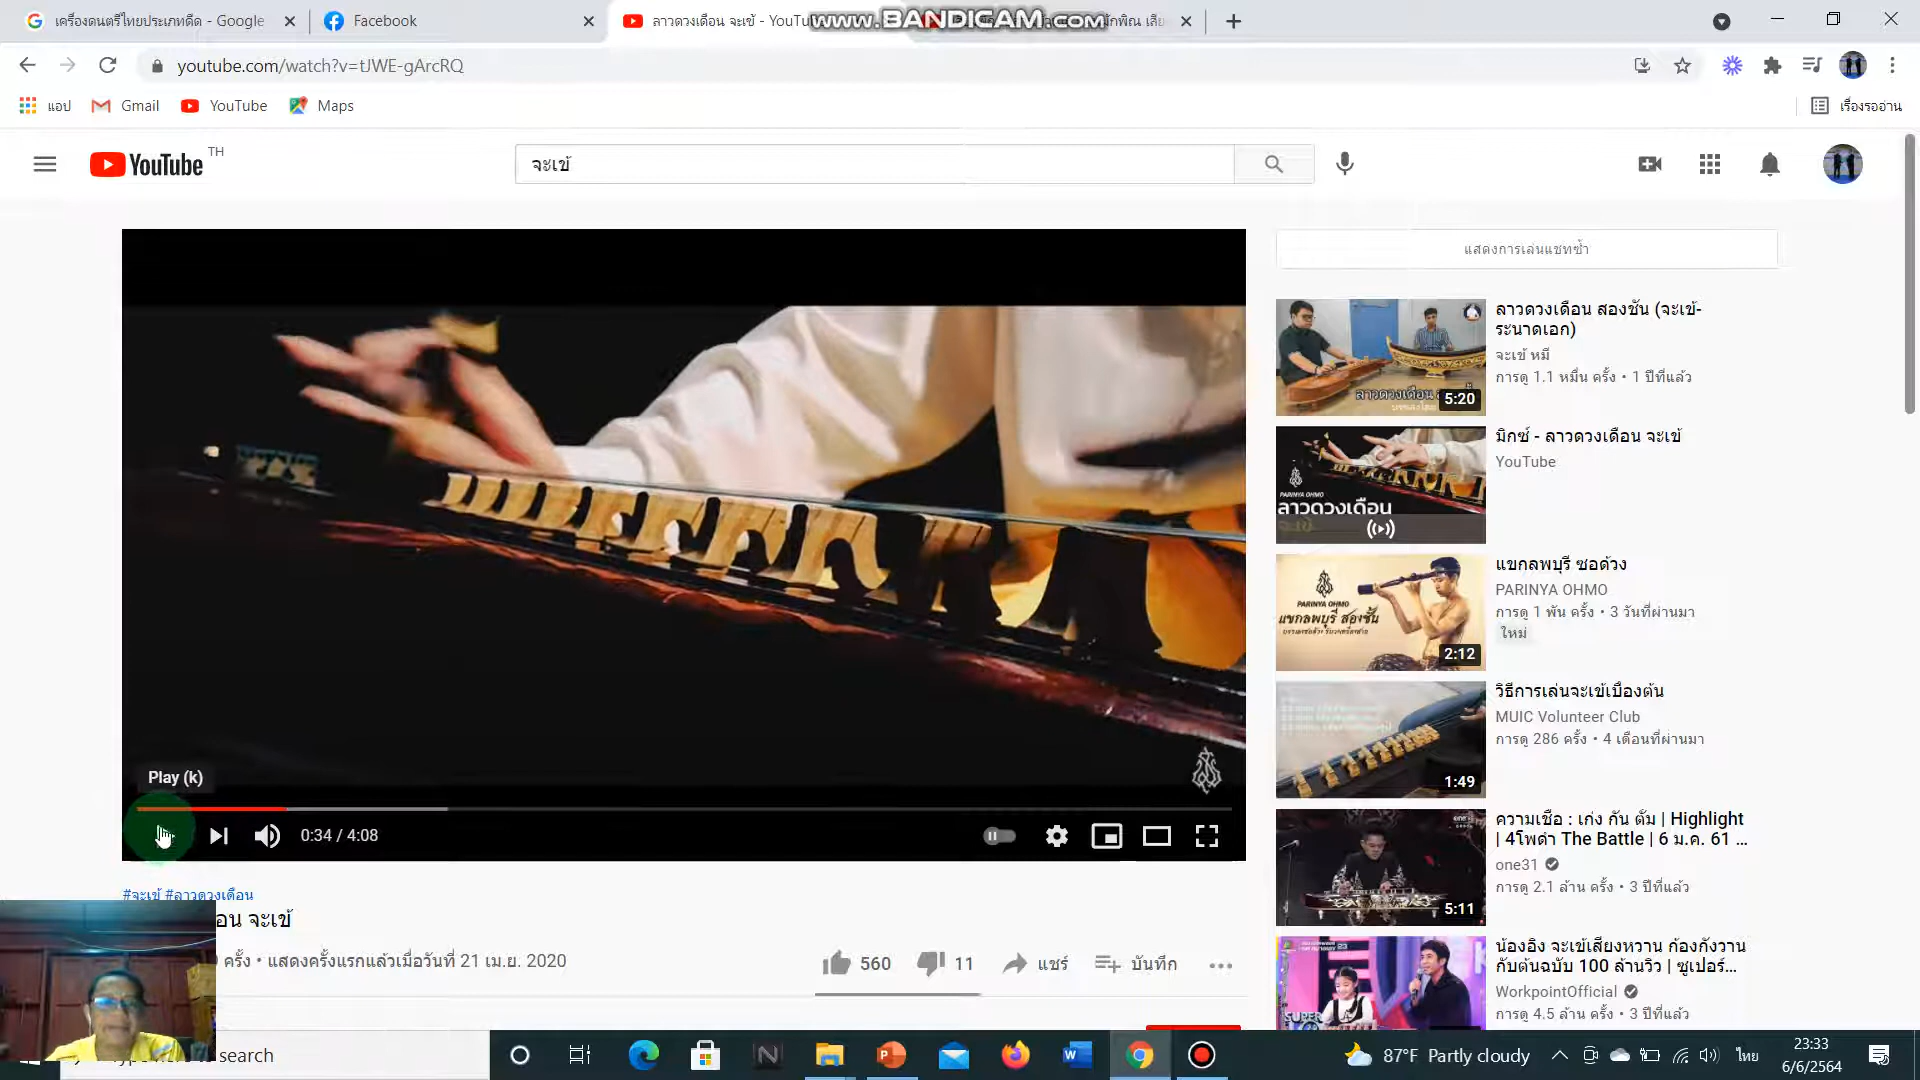 เครื่องดนตรีไทยประเภทดีด - Google
Facebook
ลาวดวงเดือน จะเข้ - YouTube
www.BANDICAM.com
youtube.com/watch?v=tJWE-gArcRQ
แอป
Gmail
YouTube
Maps
เรื่องรออ่าน
YouTube TH
จะเข้
แสดงการเล่นแชทซ้ำ
ลาวดวงเดือน สองชั้น (จะเข้-
ระนาดเอก)
จะเข้ หมี
การดู 1.1 หมื่น ครั้ง • 1 ปีที่แล้ว
5:20
มิกซ์ - ลาวดวงเดือน จะเข้
YouTube
PARINYA OHMO
ลาวดวงเดือน
แขกลพบุรี ซอด้วง
PARINYA OHMO
การดู 1 พัน ครั้ง • 3 วันที่ผ่านมา
ใหม่
PARINYA OHMO
แขกลพบุรี สองชั้น
2:12
วิธีการเล่นจะเข้เบื้องต้น
MUIC Volunteer Club
การดู 286 ครั้ง • 4 เดือนที่ผ่านมา
1:49
ความเชื่อ : เก่ง กัน ตั้ม | Highlight
| 4โพดำ The Battle | 6 ม.ค. 61 ...
one31
การดู 2.1 ล้าน ครั้ง • 3 ปีที่แล้ว
5:11
น้องอิง จะเข้เสียงหวาน ก้องกังวาน
กับต้นฉบับ 100 ล้านวิว | ซูเปอร์...
WorkpointOfficial
การดู 4.5 ล้าน ครั้ง • 3 ปีที่แล้ว
SUPER
Play (k)
0:34 / 4:08
#จะเข้ #ลาวดวงเดือน
อน จะเข้
ครั้ง • แสดงครั้งแรกแล้วเมื่อวันที่ 21 เม.ย. 2020
560
11
แชร์
บันทึก
search
87°F Partly cloudy
ไทย
23:33
6/6/2564